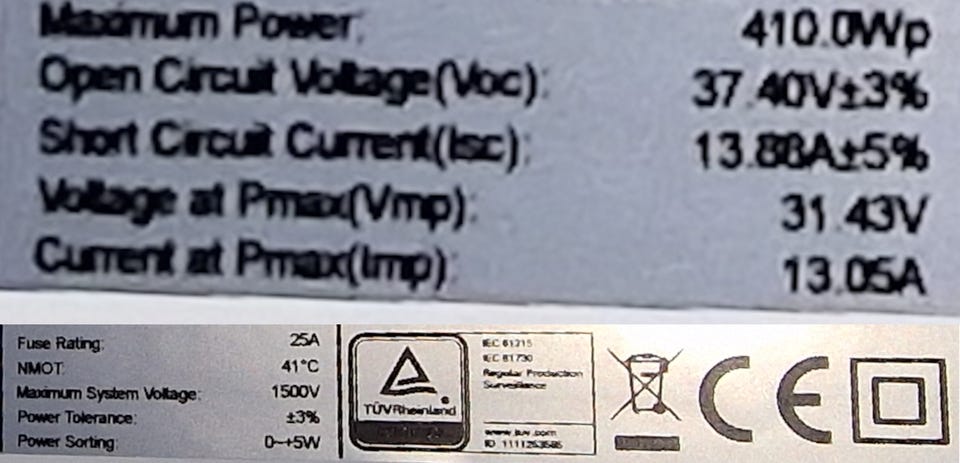 Maximum Power: 410.0Wp
Open Circuit Voltage(Voc): 37.40V±3%
Short Circuit Current(Isc): 13.88A±5%
Voltage at Pmax(Vmp): 31.43V
Current at Pmax(Imp): 13.05A
Fuse Rating: 25A
NMOT: 41°C
Maximum System Voltage: 1500V
Power Tolerance: ±3%
Power Sorting: 0~+5W
TÜVRheinland®
IEC 61215
IEC 61730
Regular Production
Surveillance
www.tuv.com
ID 1111253565
CE